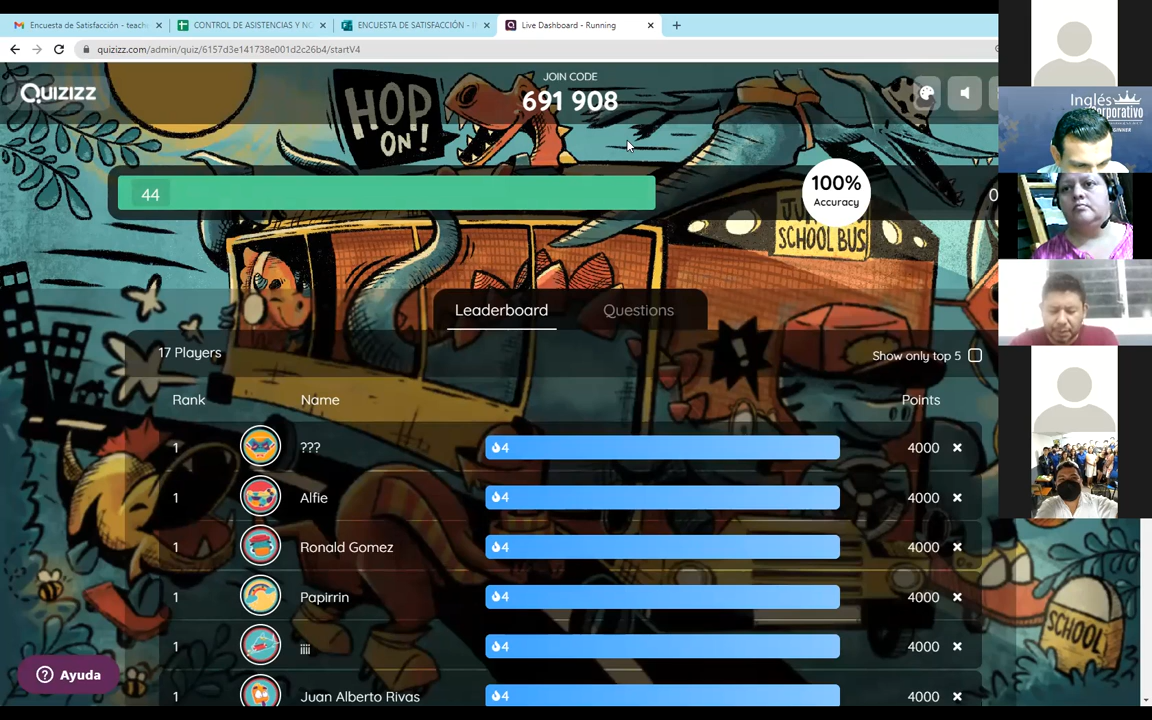 Encuesta de Satisfacción - teach
CONTROL DE ASISTENCIAS Y NO
ENCUESTA DE SATISFACCIÓN - I
Live Dashboard - Running
quizizz.com/admin/quiz/6157d3e141738e001d2c26b4/startV4
Quizizz
HOP ON!
JOIN CODE
691 908
Inglés
Corporativo
44
100%
Accuracy
0
SCHOOL BUS
Leaderboard
Questions
17 Players
Show only top 5
Rank
Name
Points
1 ??? 4 4000
1 Alfie 4 4000
1 Ronald Gomez 4 4000
1 Papirrin 4 4000
1 iiii 4 4000
1 Juan Alberto Rivas 4 4000
SCHOOL
Ayuda